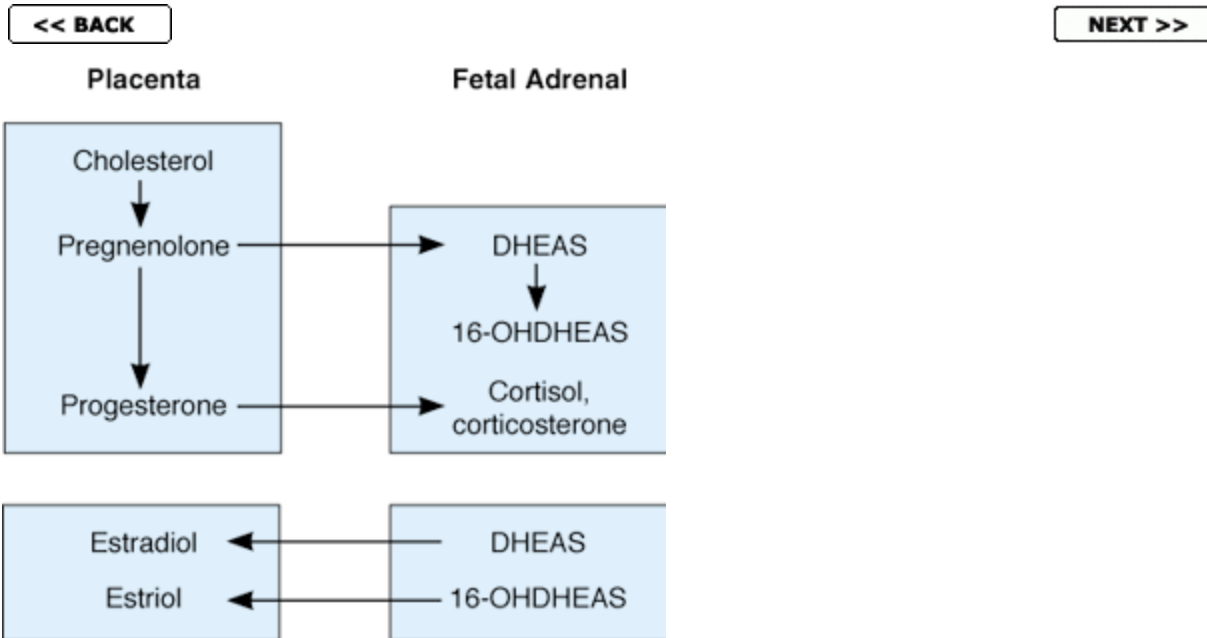 << BACK
NEXT >>
Placenta
Fetal Adrenal
Cholesterol
Pregnenolone
DHEAS
16-OHDHEAS
Progesterone
Cortisol,
corticosterone
Estradiol
DHEAS
Estriol
16-OHDHEAS